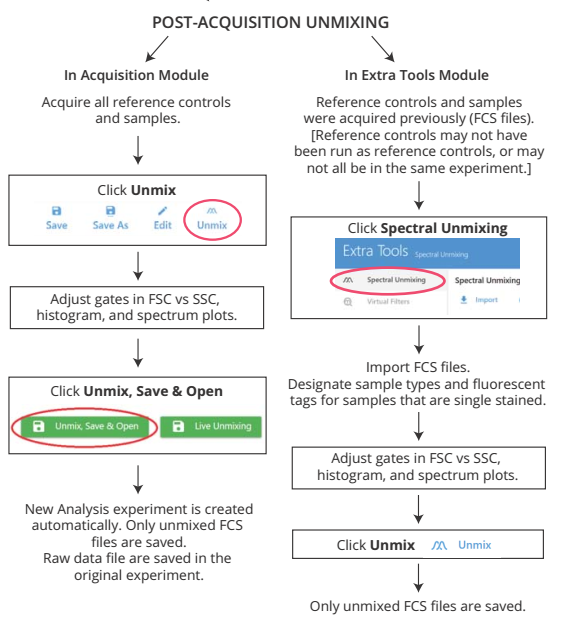 POST-ACQUISITION UNMIXING
In Acquisition Module
Acquire all reference controls
and samples.
Click Unmix
Save
Save As
Edit
Unmix
Adjust gates in FSC vs SSC,
histogram, and spectrum plots.
Click Unmix, Save & Open
Unmix, Save & Open
Live Unmixing
New Analysis experiment is created
automatically. Only unmixed FCS
files are saved.
Raw data file are saved in the
original experiment.
In Extra Tools Module
Reference controls and samples
were acquired previously (FCS files).
[Reference controls may not have
been run as reference controls, or may
not all be in the same experiment.]
Click Spectral Unmixing
Extra Tools Spectral Unmixing
Spectral Unmixing
Spectral Unmixing
Virtual Filters
Import
Import FCS files.
Designate sample types and fluorescent
tags for samples that are single stained.
Adjust gates in FSC vs SSC,
histogram, and spectrum plots.
Click Unmix Unmix
Only unmixed FCS files are saved.